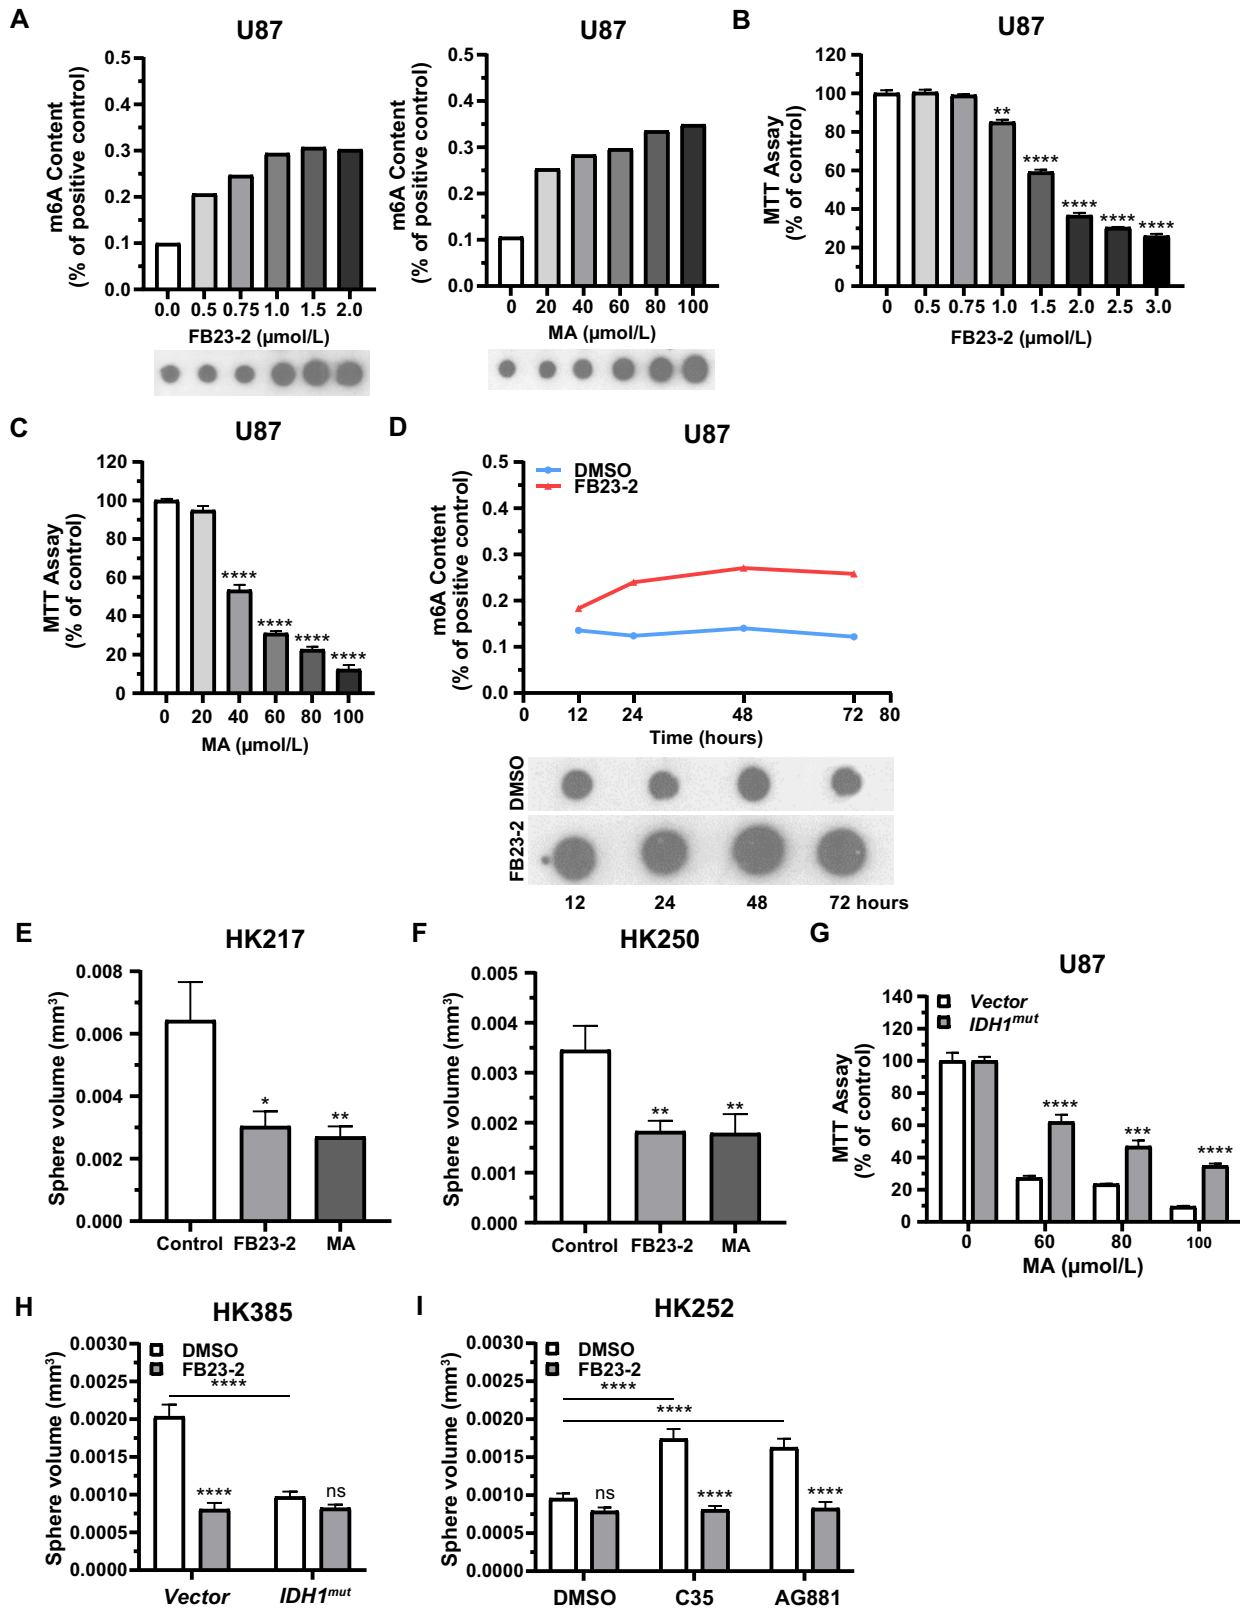 A
U87
m6A Content
(% of positive control)
0.5
0.4
0.3
0.2
0.1
0.0
0.0 0.5 0.75 1.0 1.5 2.0
FB23-2 (µmol/L)
U87
m6A Content
(% of positive control)
0.5
0.4
0.3
0.2
0.1
0.0
0 20 40 60 80 100
MA (µmol/L)
B
U87
MTT Assay
(% of control)
120
100
80
60
40
20
0
** **** **** **** ****
0 0.5 0.75 1.0 1.5 2.0 2.5 3.0
FB23-2 (µmol/L)
C
U87
MTT Assay
(% of control)
120
100
80
60
40
20
0
**** **** **** ****
0 20 40 60 80 100
MA (µmol/L)
D
U87
DMSO
FB23-2
m6A Content
(% of positive control)
0.5
0.4
0.3
0.2
0.1
0.0
0 12 24 48 72 80
Time (hours)
DMSO
FB23-2
12 24 48 72 hours
E
HK217
Sphere volume (mm³)
0.008
0.006
0.004
0.002
0.000
* **
Control FB23-2 MA
F
HK250
Sphere volume (mm³)
0.005
0.004
0.003
0.002
0.001
0.000
** **
Control FB23-2 MA
G
U87
Vector
IDH1mut
MTT Assay
(% of control)
140
120
100
80
60
40
20
0
**** *** ****
0 60 80 100
MA (µmol/L)
H
HK385
DMSO
FB23-2
Sphere volume (mm³)
0.0030
0.0025
0.0020
0.0015
0.0010
0.0005
0.0000
****
**** ns
Vector IDH1mut
I
HK252
DMSO
FB23-2
Sphere volume (mm³)
0.0030
0.0025
0.0020
0.0015
0.0010
0.0005
0.0000
****
****
ns **** ****
DMSO C35 AG881